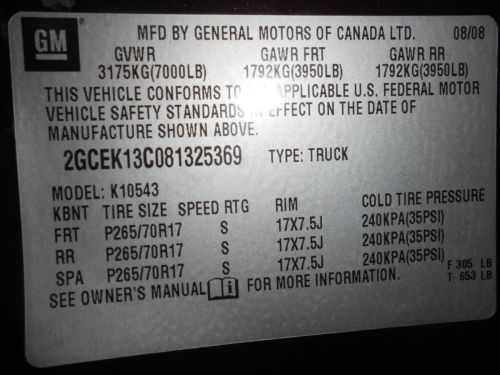 GM
MFD BY GENERAL MOTORS OF CANADA LTD. 08/08
GVWR GAWR FRT GAWR RR
3175KG(7000LB) 1792KG(3950LB) 1792KG(3950LB)
THIS VEHICLE CONFORMS TO ALL APPLICABLE U.S. FEDERAL MOTOR
VEHICLE SAFETY STANDARDS IN EFFECT ON THE DATE OF
MANUFACTURE SHOWN ABOVE.
2GCEK13C081325369 TYPE: TRUCK
MODEL: K10543
KBNT TIRE SIZE SPEED RTG RIM COLD TIRE PRESSURE
FRT P265/70R17 S 17X7.5J 240KPA(35PSI)
RR P265/70R17 S 17X7.5J 240KPA(35PSI)
SPA P265/70R17 S 17X7.5J 240KPA(35PSI)
F 305 LB
T 653 LB
SEE OWNER'S MANUAL FOR MORE INFORMATION.